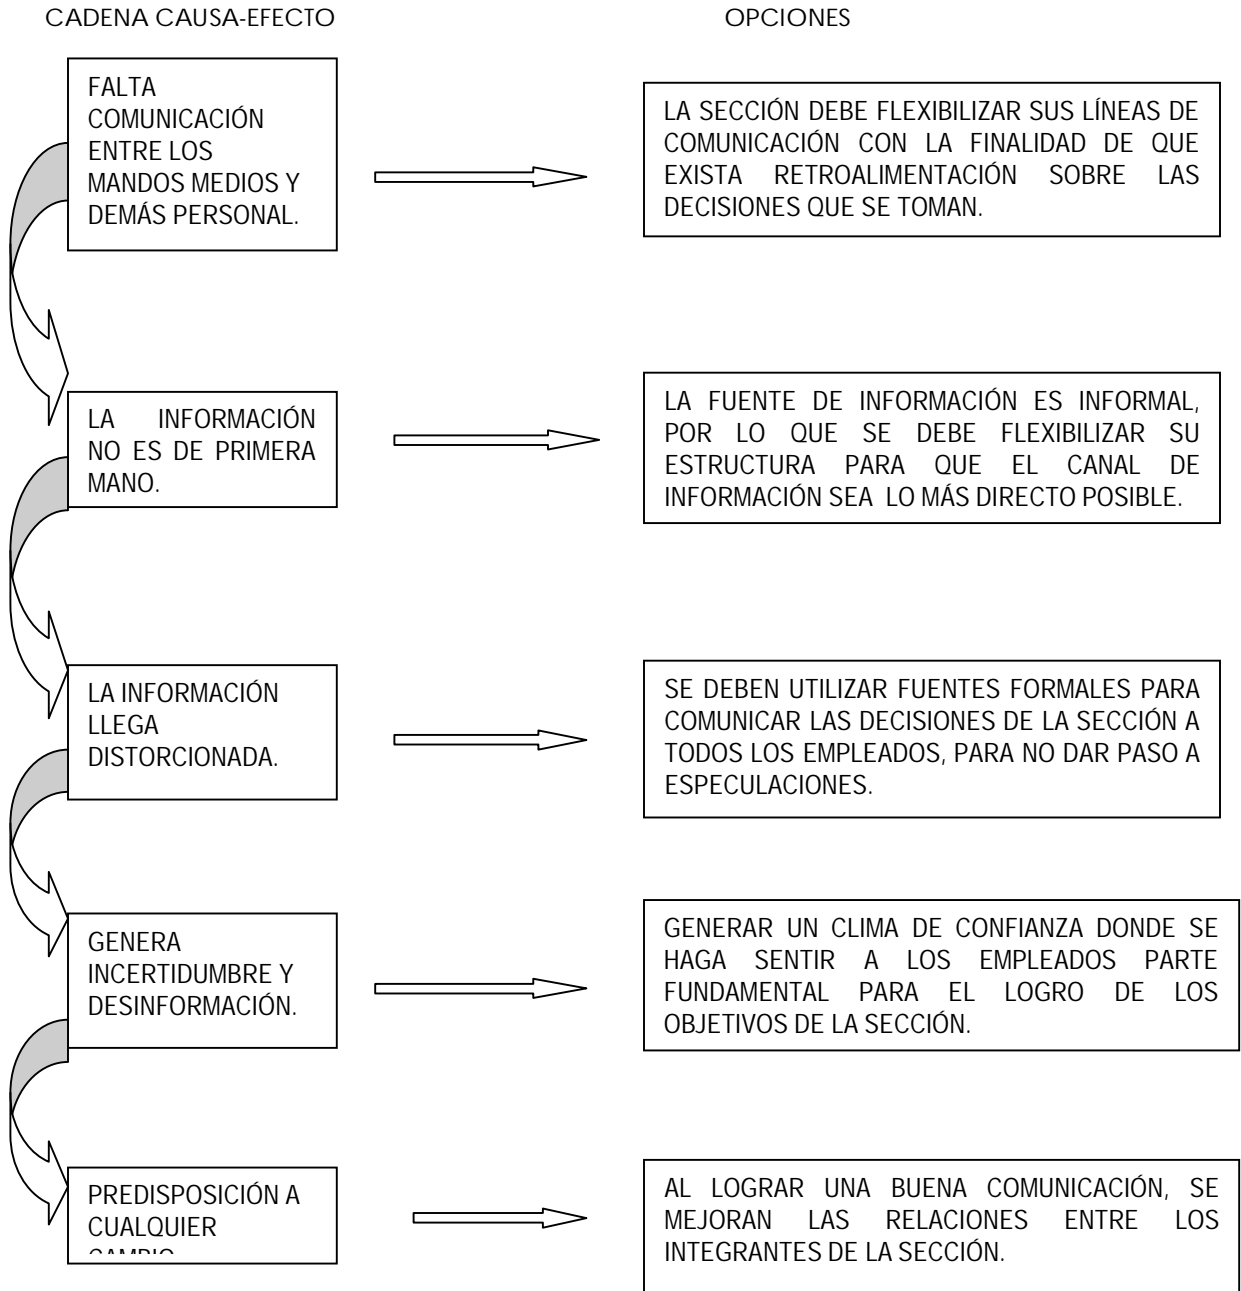 CADENA CAUSA-EFECTO
OPCIONES
FALTA
COMUNICACIÓN
ENTRE LOS
MANDOS MEDIOS Y
DEMÁS PERSONAL.
LA SECCIÓN DEBE FLEXIBILIZAR SUS LÍNEAS DE
COMUNICACIÓN CON LA FINALIDAD DE QUE
EXISTA RETROALIMENTACIÓN SOBRE LAS
DECISIONES QUE SE TOMAN.
LA INFORMACIÓN
NO ES DE PRIMERA
MANO.
LA FUENTE DE INFORMACIÓN ES INFORMAL,
POR LO QUE SE DEBE FLEXIBILIZAR SU
ESTRUCTURA PARA QUE EL CANAL DE
INFORMACIÓN SEA LO MÁS DIRECTO POSIBLE.
LA INFORMACIÓN
LLEGA
DISTORCIONADA.
SE DEBEN UTILIZAR FUENTES FORMALES PARA
COMUNICAR LAS DECISIONES DE LA SECCIÓN A
TODOS LOS EMPLEADOS, PARA NO DAR PASO A
ESPECULACIONES.
GENERA
INCERTIDUMBRE Y
DESINFORMACIÓN.
GENERAR UN CLIMA DE CONFIANZA DONDE SE
HAGA SENTIR A LOS EMPLEADOS PARTE
FUNDAMENTAL PARA EL LOGRO DE LOS
OBJETIVOS DE LA SECCIÓN.
PREDISPOSICIÓN A
CUALQUIER
AL LOGRAR UNA BUENA COMUNICACIÓN, SE
MEJORAN LAS RELACIONES ENTRE LOS
INTEGRANTES DE LA SECCIÓN.